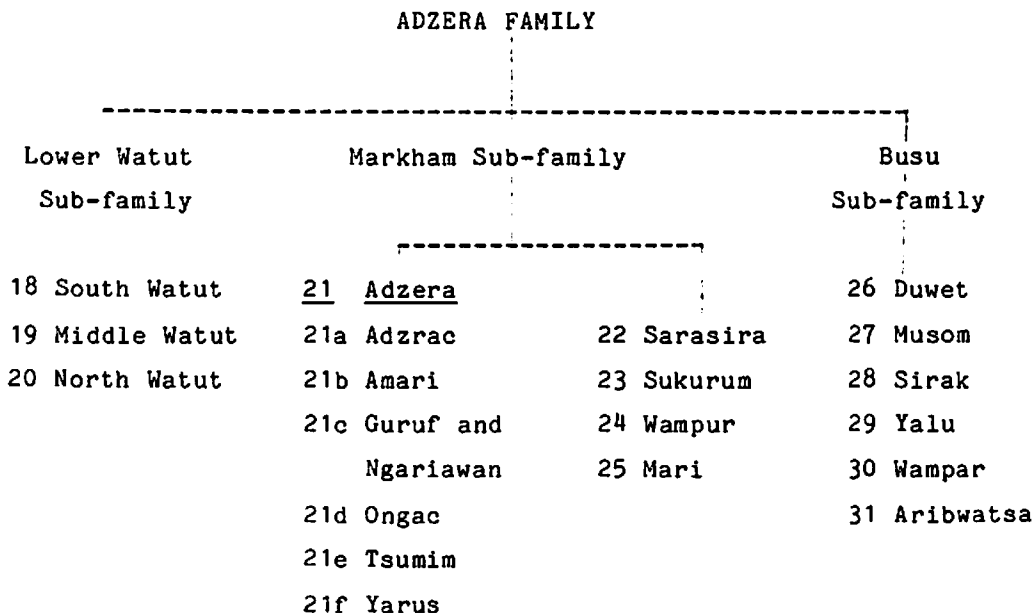 ADZERA FAMILY
Lower Watut Markham Sub-family Busu
Sub-family Sub-family
18 South Watut 21 Adzera 26 Duwet
19 Middle Watut 21a Adzrac 22 Sarasira 27 Musom
20 North Watut 21b Amari 23 Sukurum 28 Sirak
21c Guruf and 24 Wampur 29 Yalu
Ngariawan 25 Mari 30 Wampar
21d Ongac 31 Aribwatsa
21e Tsumim
21f Yarus